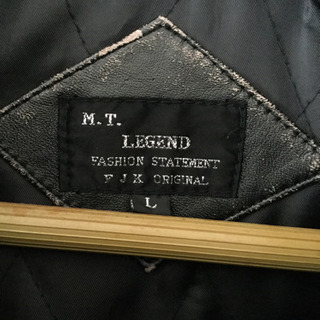 M.T.
LEGEND
FASHION STATEMENT
F J K ORIGINAL
L